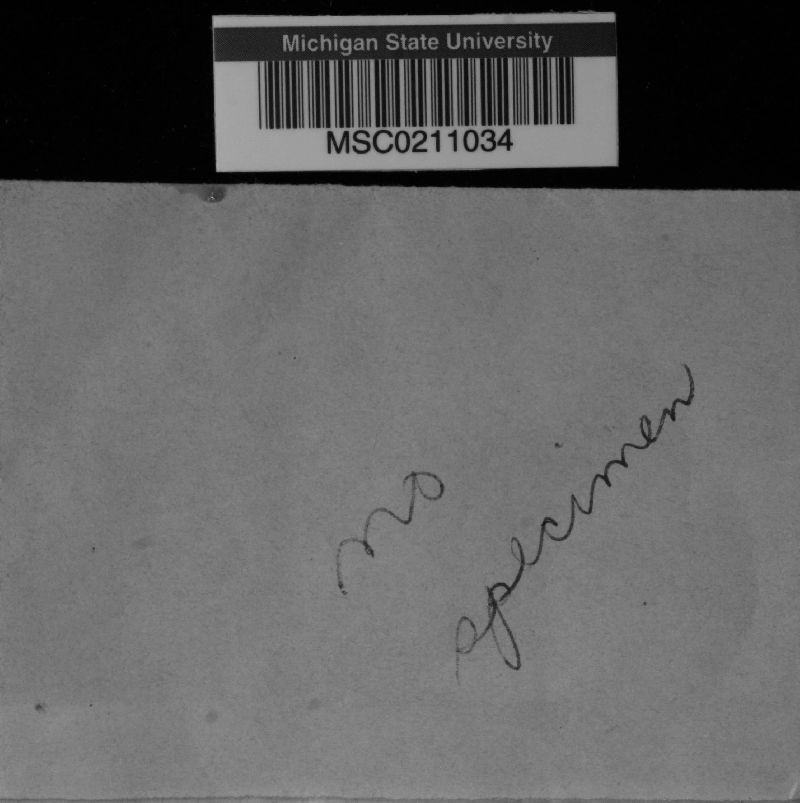 Michigan State University
MSC0211034
no
specimen